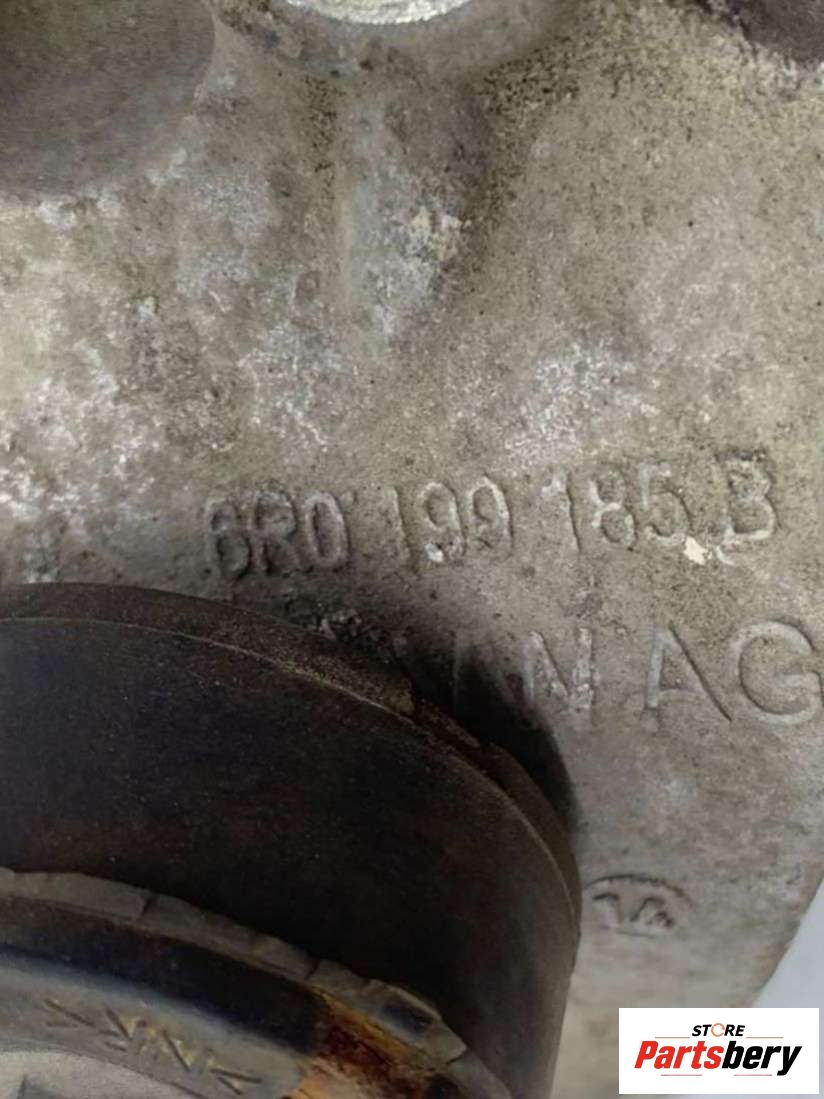 6R0 199 185 B
AG
14
STORE
Partsbery